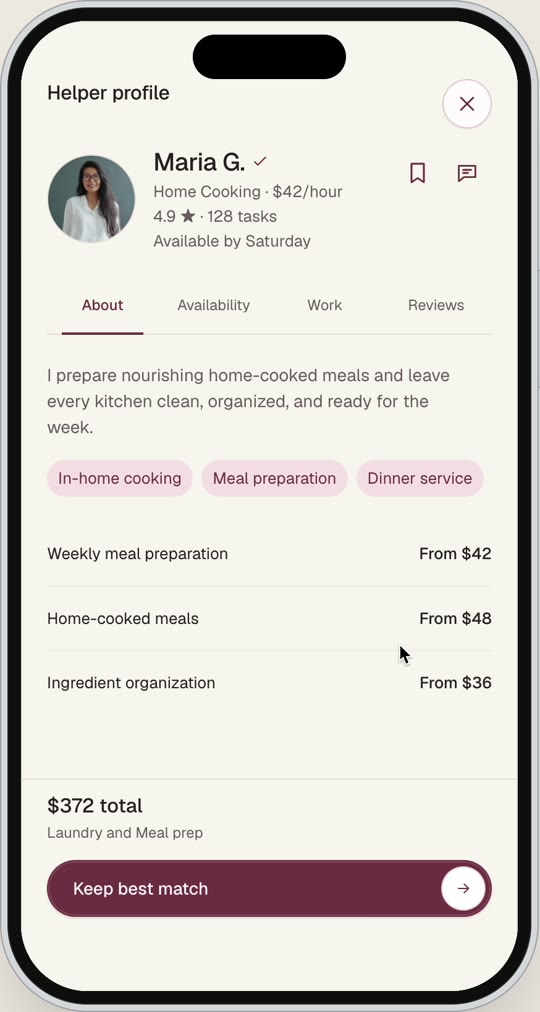 Helper profile
Maria G.
Home Cooking · $42/hour
4.9 ★ · 128 tasks
Available by Saturday
About Availability Work Reviews
I prepare nourishing home-cooked meals and leave
every kitchen clean, organized, and ready for the
week.
In-home cooking Meal preparation Dinner service
Weekly meal preparation From $42
Home-cooked meals From $48
Ingredient organization From $36
$372 total
Laundry and Meal prep
Keep best match